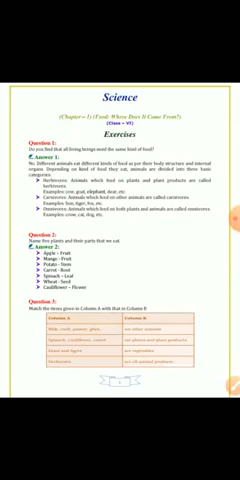 Science
(Chapter – 1) (Food: Where Does It Come From?)
(Class – VI)
Exercises
Question 1:
Do you find that all living beings need the same kind of food?
Answer 1:
No. Different animals eat different kinds of food as per their body structure and internal
organs. Depending on kind of food they eat, animals are divided into three basic
categories:
Herbivores: Animals which feed on plants and plant products are called
herbivores.
Examples: cow, goat, elephant, deer, etc.
Carnivores: Animals which feed on other animals are called carnivores.
Examples: lion, tiger, fox, etc.
Omnivores: Animals which feed on both plants and animals are called omnivores.
Examples: crow, cat, dog, etc.
Question 2:
Name five plants and their parts that we eat.
Answer 2:
Apple – Fruit
Mango - Fruit
Potato - Stem
Carrot - Root
Spinach – Leaf
Wheat - Seed
Cauliflower – Flower
Question 3:
Match the items given in Column A with that in Column B
Column A Column B
Milk, curd, paneer, ghee, eat other animals
Spinach, cauliflower, carrot eat plants and plant products
Lions and tigers are vegetables
Herbivores are all animal products
1